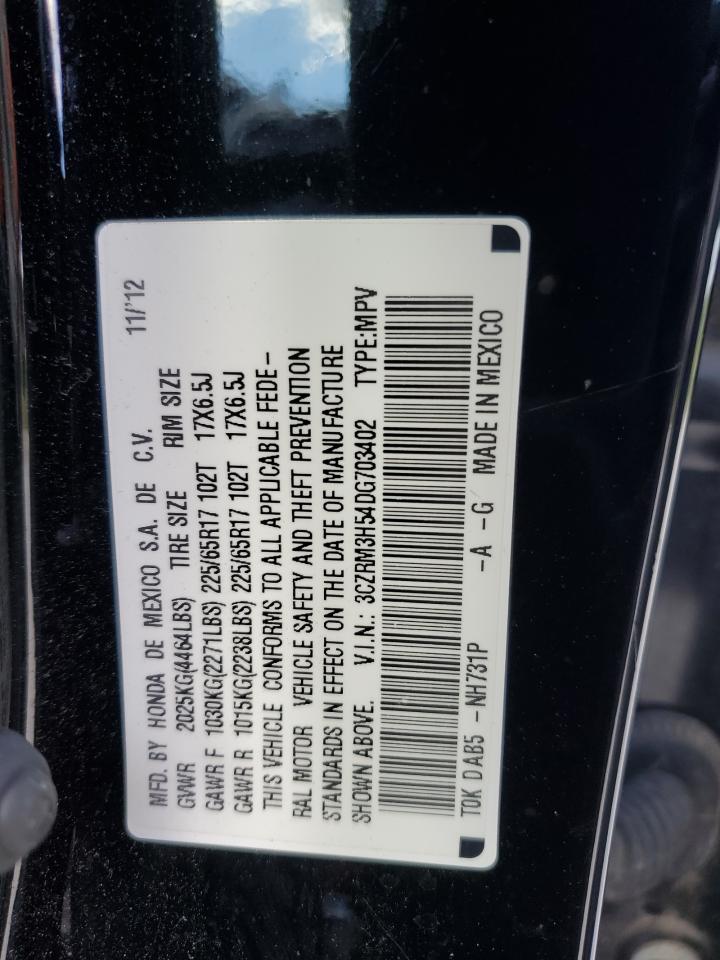 MFD. BY HONDA DE MEXICO S.A. DE C.V. 11/'12
GVWR 2025KG(4464LBS) TIRE SIZE RIM SIZE
GAWR F 1030KG(2271LBS) 225/65R17 102T 17X6.5J
GAWR R 1015KG(2238LBS) 225/65R17 102T 17X6.5J
THIS VEHICLE CONFORMS TO ALL APPLICABLE FEDE-
RAL MOTOR VEHICLE SAFETY AND THEFT PREVENTION
STANDARDS IN EFFECT ON THE DATE OF MANUFACTURE
SHOWN ABOVE. V.I.N.: 3CZRM3H54DG703402 TYPE:MPV
T0K D AB5 -NH731P -A -G MADE IN MEXICO